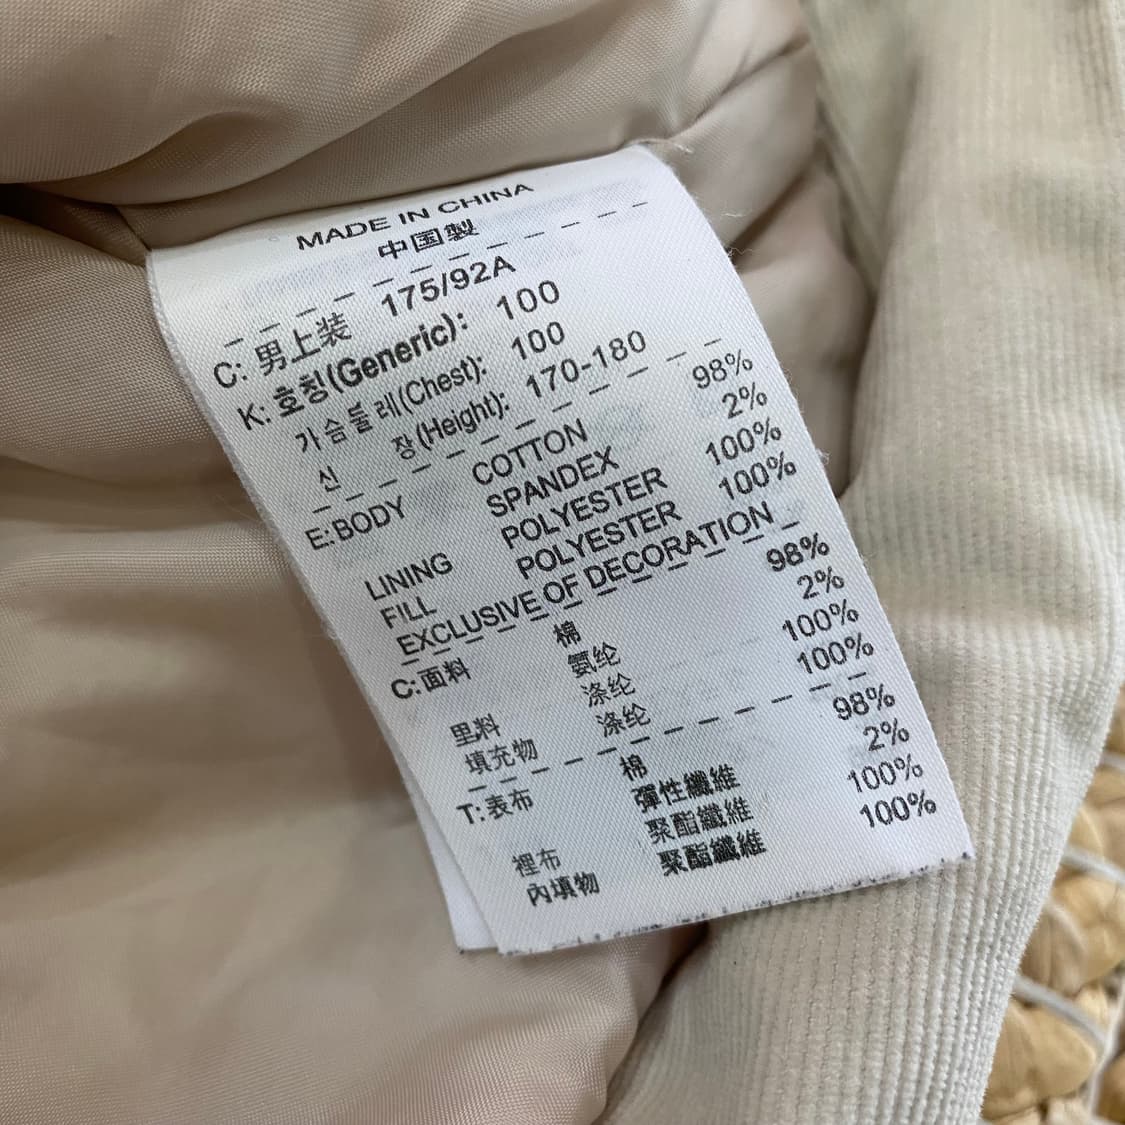 MADE IN CHINA
中国製
C: 男上装 175/92A
K: 호칭(Generic): 100
가슴둘레(Chest): 100
신 장(Height): 170-180
E:BODY COTTON 98%
SPANDEX 2%
LINING POLYESTER 100%
FILL POLYESTER 100%
EXCLUSIVE OF DECORATION
C:面料 棉 98%
氨纶 2%
里料 涤纶 100%
填充物 涤纶 100%
T:表布 棉 98%
彈性纖維 2%
裡布 聚酯纖維 100%
內填物 聚酯纖維 100%